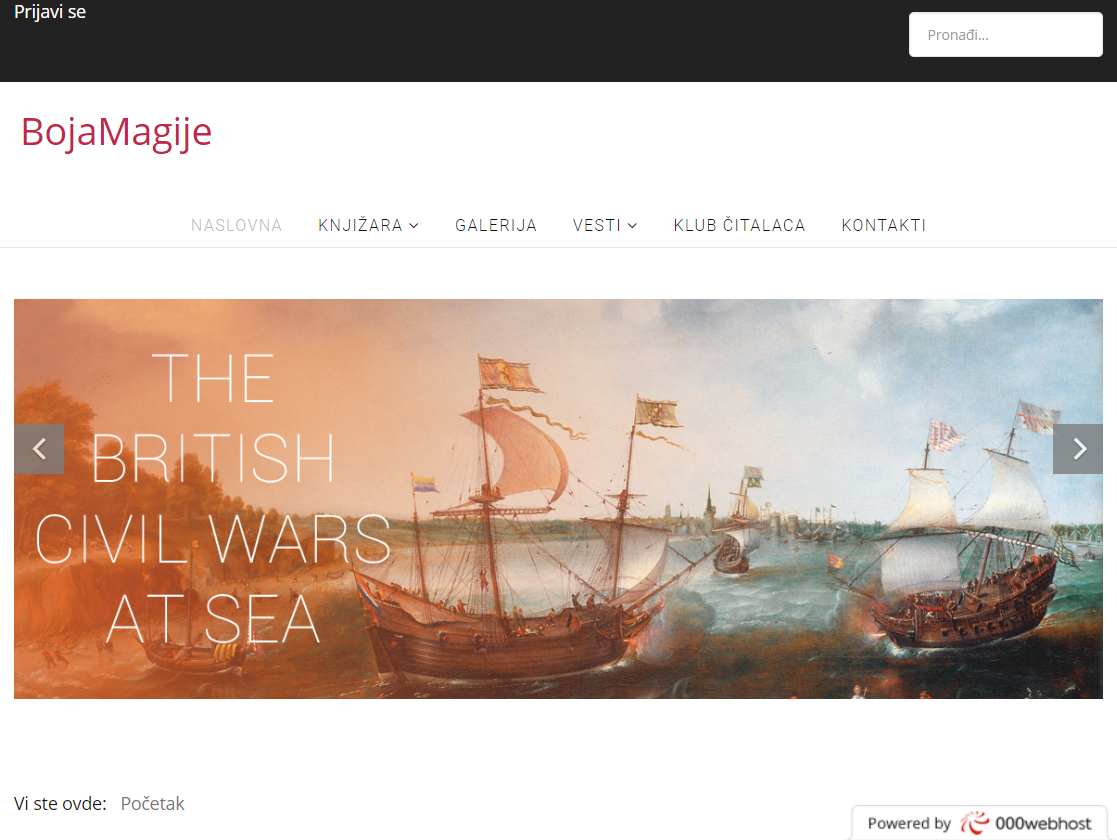 Prijavi se
Pronađi...
BojaMagije
NASLOVNA KNJIŽARA GALERIJA VESTI KLUB ČITALACA KONTAKTI
THE
BRITISH
CIVIL WARS
AT SEA
Vi ste ovde: Početak
Powered by 000webhost